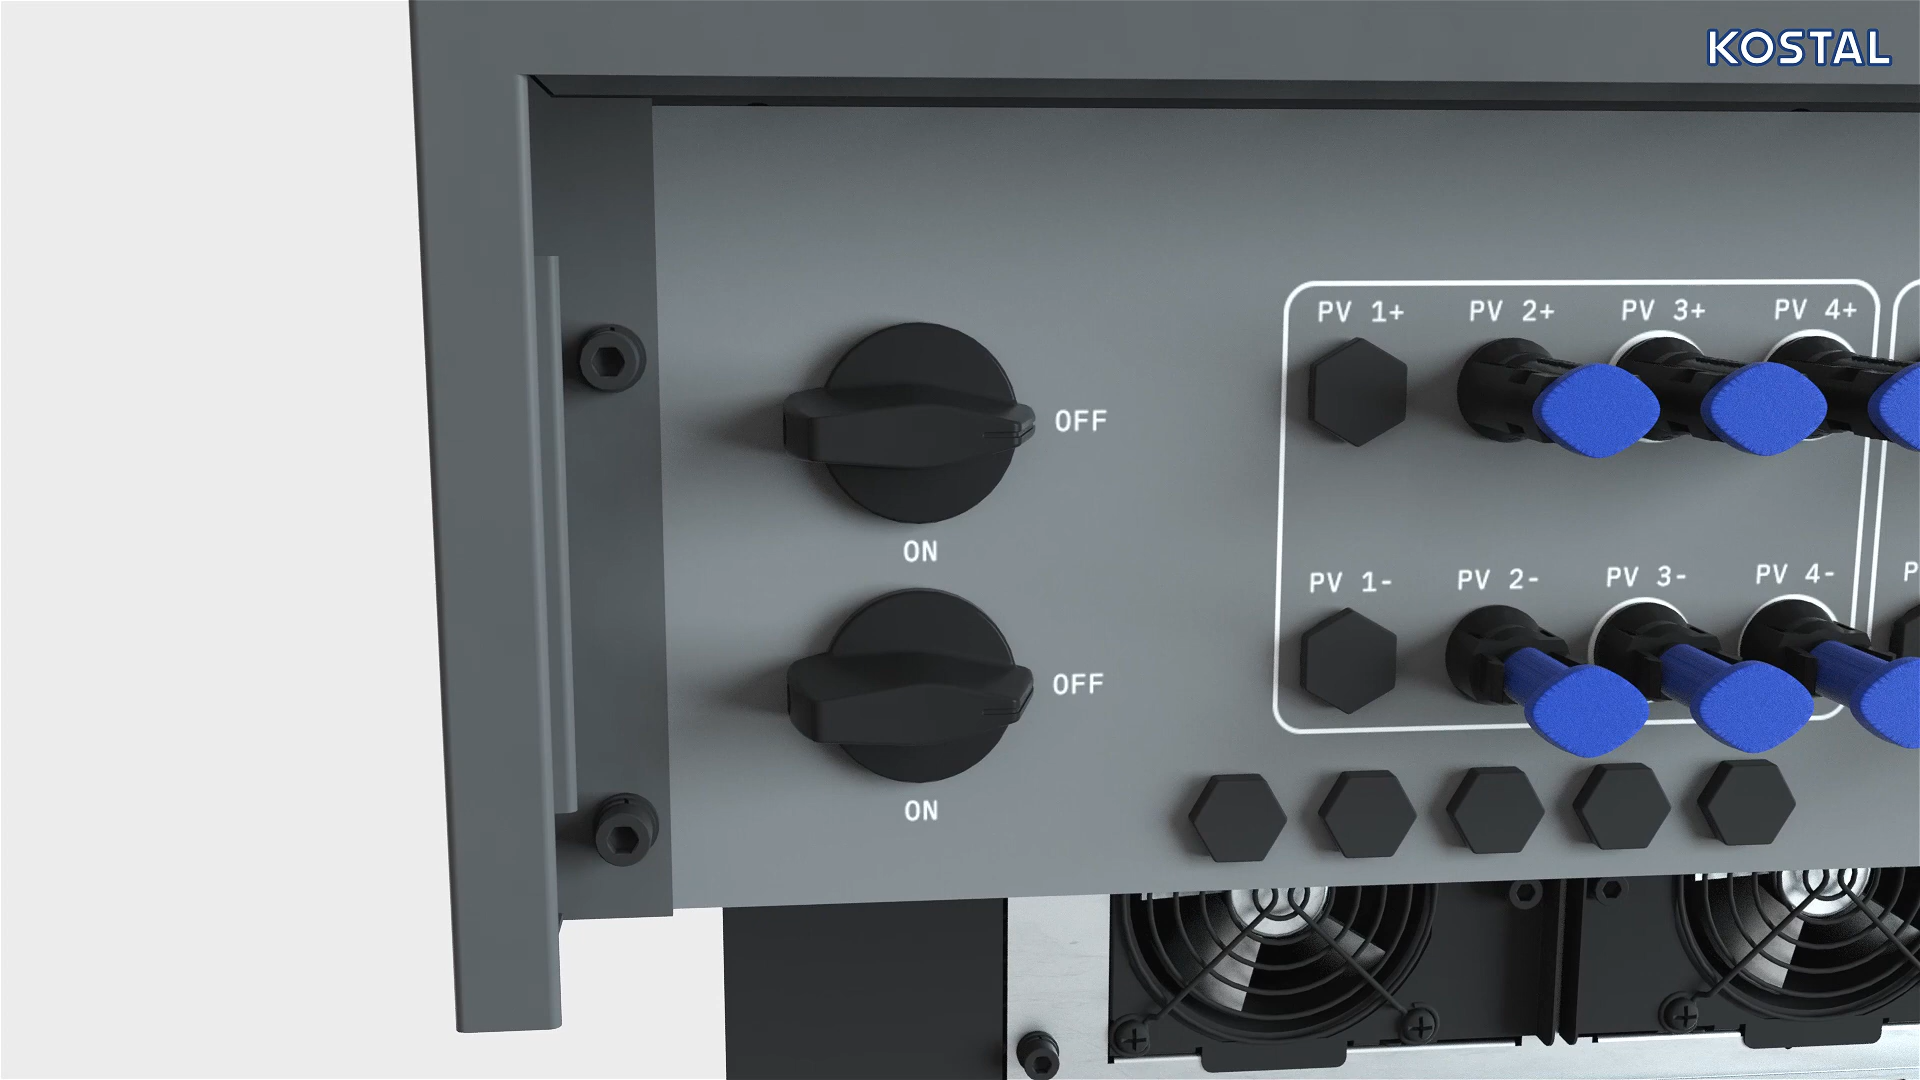 KOSTAL
PV 1+ PV 2+ PV 3+ PV 4+
OFF
ON
PV 1- PV 2- PV 3- PV 4-
OFF
ON